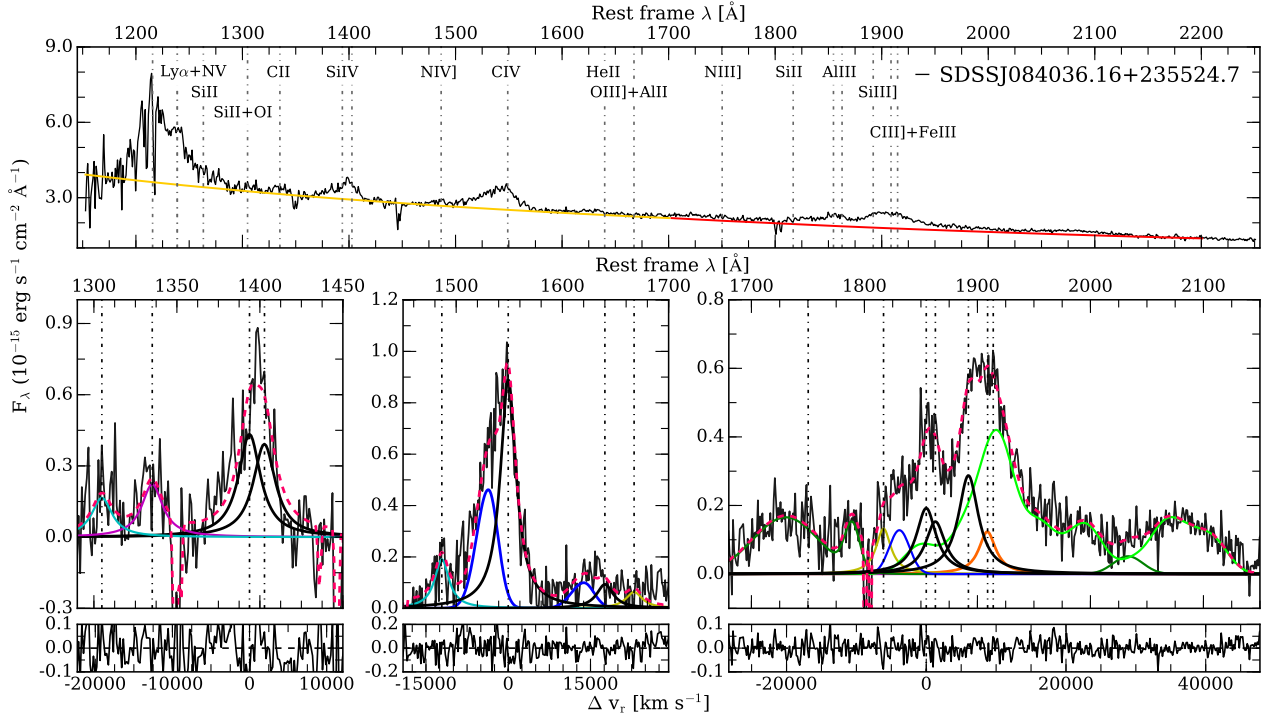 Rest frame λ [Å]
1200 1300 1400 1500 1600 1700 1800 1900 2000 2100 2200
9.0
6.0
3.0
Lyα+NV CII SiIV NIV] CIV HeII NIII] SiII AlIII — SDSSJ084036.16+235524.7
SiII OIII]+AlII SiIII]
SiII+OI
CIII]+FeIII
F_λ (10⁻¹⁵ erg s⁻¹ cm⁻² Å⁻¹)
Rest frame λ [Å]
1300 1350 1400 1450 1500 1600 1700 1700 1800 1900 2000 2100
0.9
0.6
0.3
0.0
-0.3
1.2
1.0
0.8
0.6
0.4
0.2
0.0
0.8
0.6
0.4
0.2
0.0
0.1
0.0
-0.1
0.2
0.1
0.0
-0.1
-0.2
0.1
0.0
-0.1
-20000 -10000 0 10000 -15000 0 15000 -20000 0 20000 40000
Δ v_r [km s⁻¹]